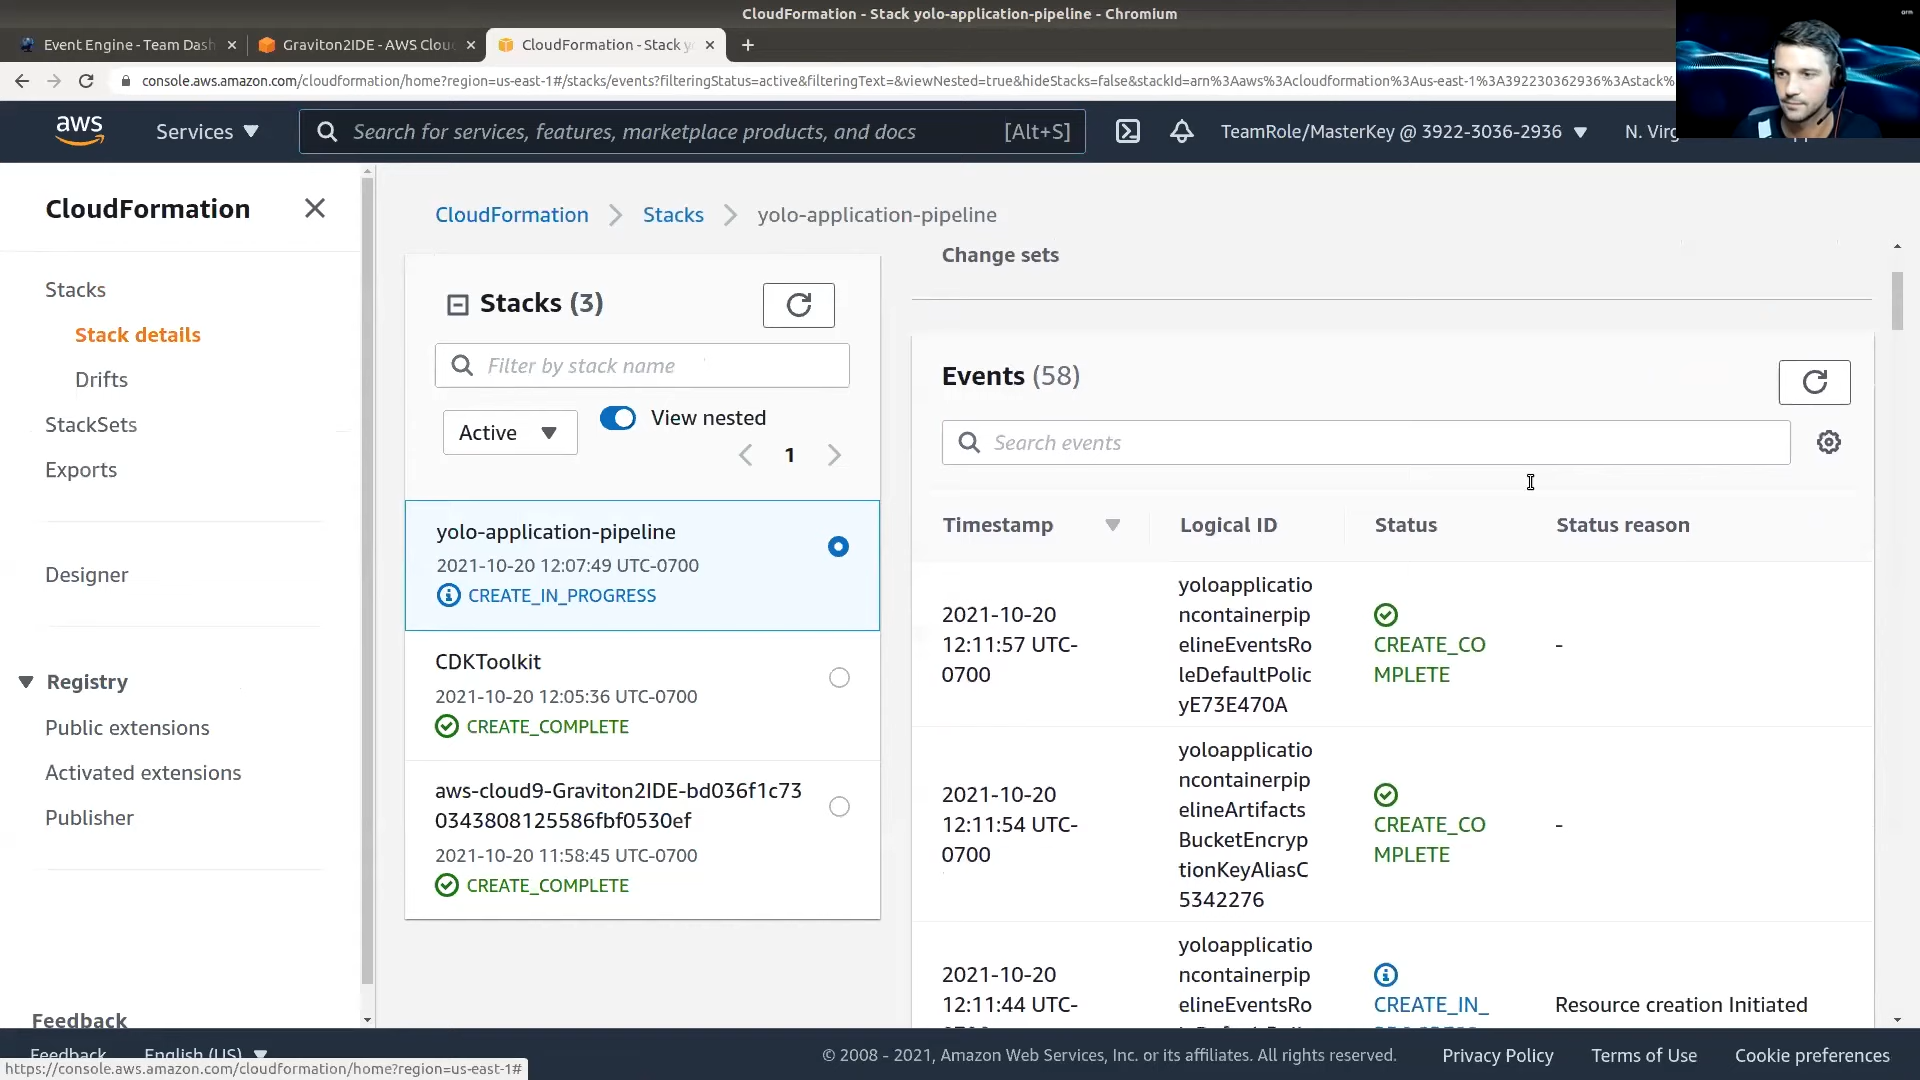 CloudFormation - Stack yolo-application-pipeline - Chromium
Event Engine - Team Dash
Graviton2IDE - AWS Clou
CloudFormation - Stack y
console.aws.amazon.com/cloudformation/home?region=us-east-1#/stacks/events?filteringStatus=active&filteringText=&viewNested=true&hideStacks=false&stackId=arn%3Aaws%3Acloudformation%3Aus-east-1%3A392230362936%3Astack%
aws
Services
Search for services, features, marketplace products, and docs
[Alt+S]
TeamRole/MasterKey @ 3922-3036-2936
N. Virg
CloudFormation
Stacks
Stack details
Drifts
StackSets
Exports
Designer
Registry
Public extensions
Activated extensions
Publisher
Feedback
CloudFormation
Stacks
yolo-application-pipeline
Stacks (3)
Filter by stack name
Active
View nested
1
yolo-application-pipeline
2021-10-20 12:07:49 UTC-0700
CREATE_IN_PROGRESS
CDKToolkit
2021-10-20 12:05:36 UTC-0700
CREATE_COMPLETE
aws-cloud9-Graviton2IDE-bd036f1c73
0343808125586fbf0530ef
2021-10-20 11:58:45 UTC-0700
CREATE_COMPLETE
Change sets
Events (58)
Search events
Timestamp
Logical ID
Status
Status reason
2021-10-20
12:11:57 UTC-
0700
yoloapplicatio
ncontainerpip
elineEventsRo
leDefaultPolic
yE73E470A
CREATE_CO
MPLETE
-
2021-10-20
12:11:54 UTC-
0700
yoloapplicatio
ncontainerpip
elineArtifacts
BucketEncryp
tionKeyAliasC
5342276
CREATE_CO
MPLETE
-
2021-10-20
12:11:44 UTC-
yoloapplicatio
ncontainerpip
elineEventsRo
CREATE_IN_
Resource creation Initiated
Feedback
English (US)
© 2008 - 2021, Amazon Web Services, Inc. or its affiliates. All rights reserved.
Privacy Policy
Terms of Use
Cookie preferences
https://console.aws.amazon.com/cloudformation/home?region=us-east-1#